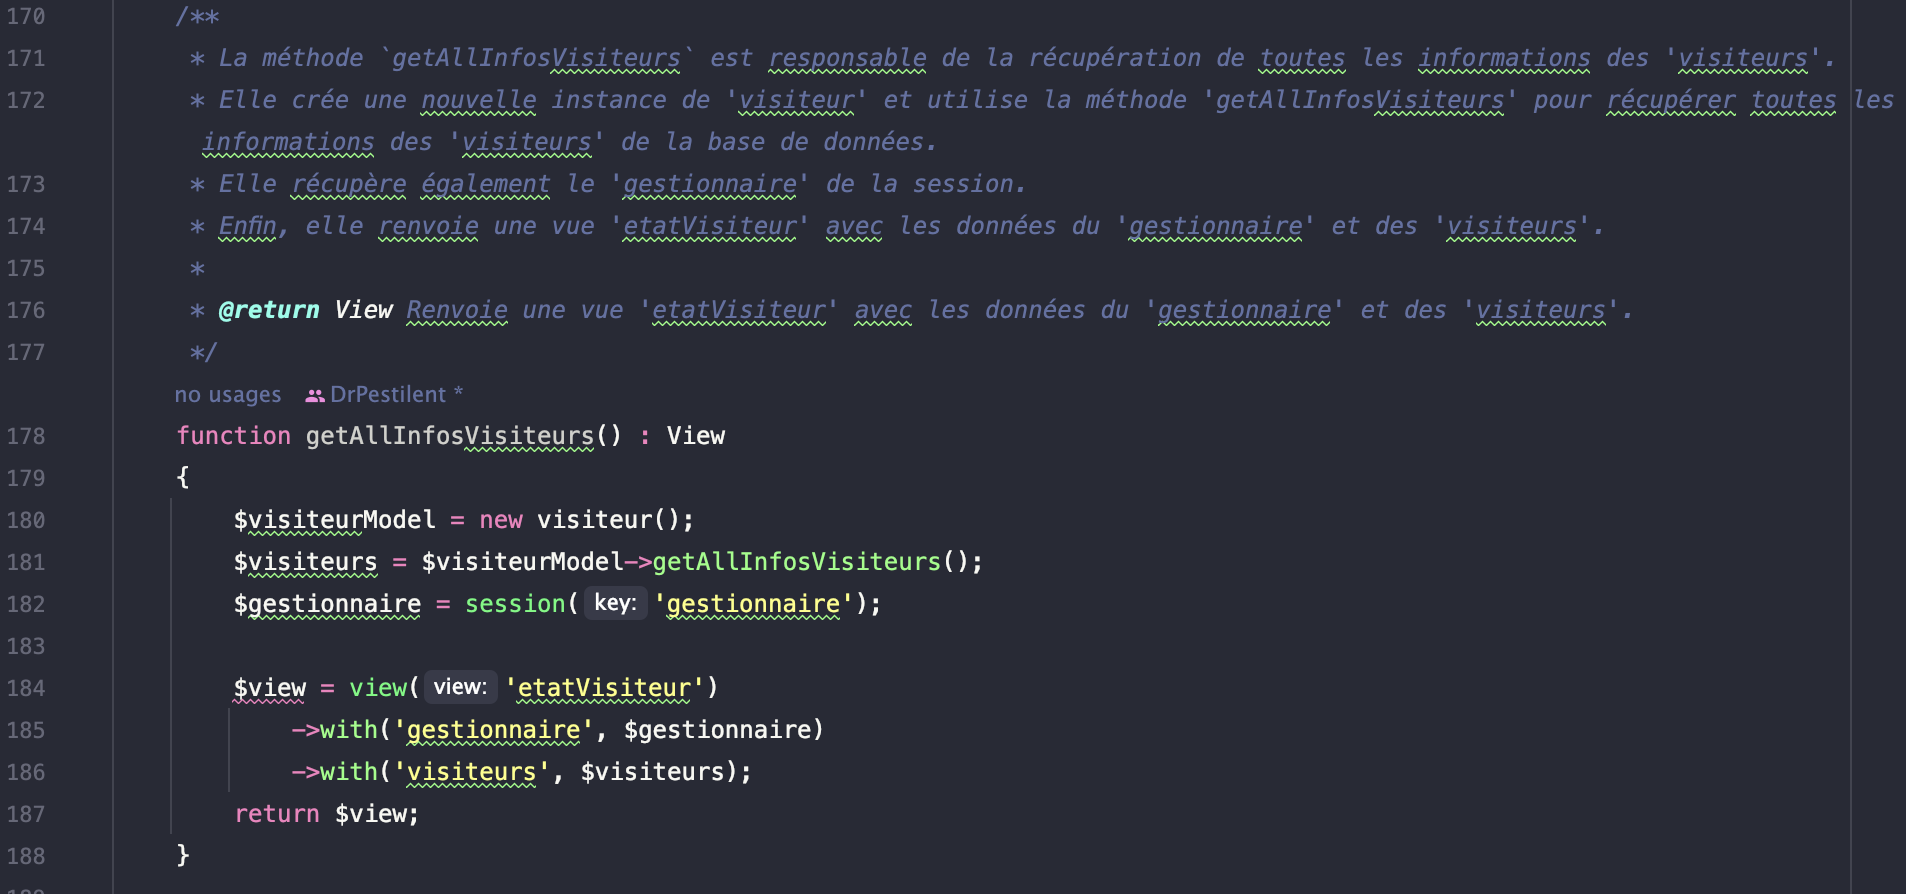 170 /**
171 * La méthode `getAllInfosVisiteurs` est responsable de la récupération de toutes les informations des 'visiteurs'.
172 * Elle crée une nouvelle instance de 'visiteur' et utilise la méthode 'getAllInfosVisiteurs' pour récupérer toutes les
informations des 'visiteurs' de la base de données.
173 * Elle récupère également le 'gestionnaire' de la session.
174 * Enfin, elle renvoie une vue 'etatVisiteur' avec les données du 'gestionnaire' et des 'visiteurs'.
175 *
176 * @return View Renvoie une vue 'etatVisiteur' avec les données du 'gestionnaire' et des 'visiteurs'.
177 */
no usages DrPestilent *
178 function getAllInfosVisiteurs() : View
179 {
180 $visiteurModel = new visiteur();
181 $visiteurs = $visiteurModel->getAllInfosVisiteurs();
182 $gestionnaire = session( key: 'gestionnaire');
183
184 $view = view( view: 'etatVisiteur')
185 ->with('gestionnaire', $gestionnaire)
186 ->with('visiteurs', $visiteurs);
187 return $view;
188 }